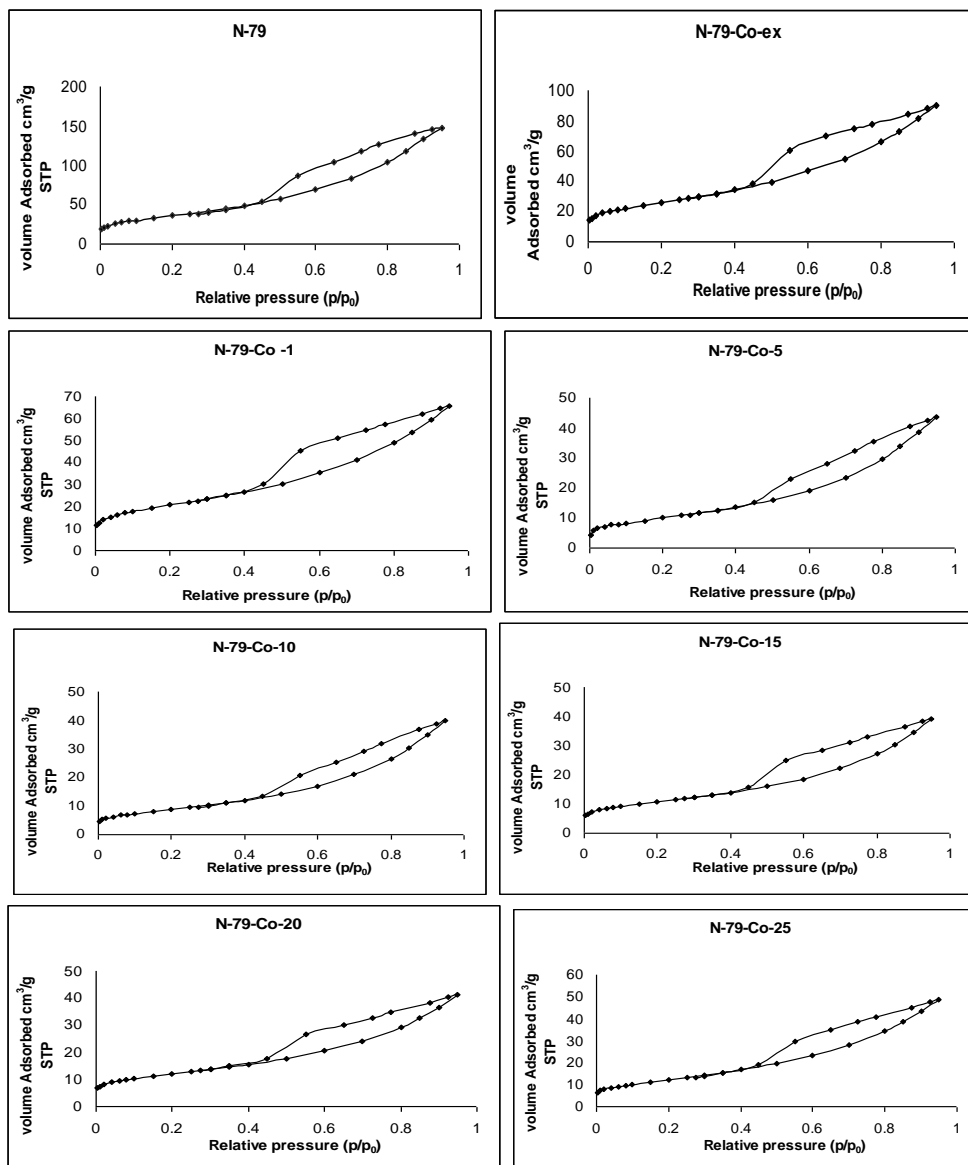 N-79
volume Adsorbed cm³/g
STP
200
150
100
50
0
0 0.2 0.4 0.6 0.8 1
Relative pressure (p/p₀)
N-79-Co-ex
volume
Adsorbed cm³/g
100
80
60
40
20
0
0 0.2 0.4 0.6 0.8 1
Relative pressure (p/p₀)
N-79-Co -1
volume Adsorbed cm³/g
STP
70
60
50
40
30
20
10
0
0 0.2 0.4 0.6 0.8 1
Relative pressure (p/p₀)
N-79-Co-5
volume Adsorbed cm³/g
STP
50
40
30
20
10
0
0 0.2 0.4 0.6 0.8 1
Relative pressure (p/p₀)
N-79-Co-10
volume Adsorbed cm³/g
STP
50
40
30
20
10
0
0 0.2 0.4 0.6 0.8 1
Relative pressure (p/p₀)
N-79-Co-15
volume Adsorbed cm³/g
STP
50
40
30
20
10
0
0 0.2 0.4 0.6 0.8 1
Relative pressure (p/p₀)
N-79-Co-20
volume Adsorbed cm³/g
STP
50
40
30
20
10
0
0 0.2 0.4 0.6 0.8 1
Relative pressure (p/p₀)
N-79-Co-25
volume Adsorbed cm³/g
STP
60
50
40
30
20
10
0
0 0.2 0.4 0.6 0.8 1
Relative pressure (p/p₀)